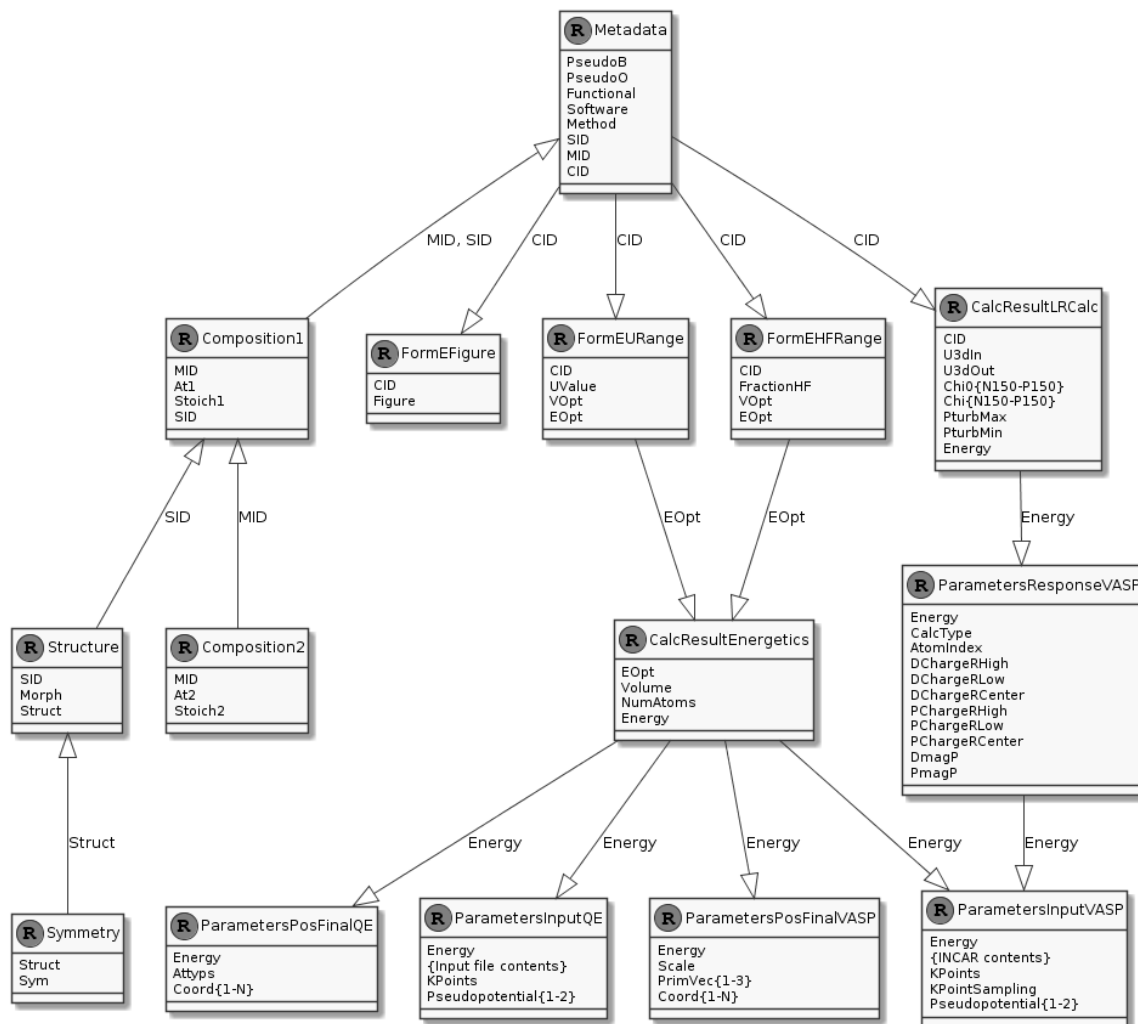 R Metadata
PseudoB
PseudoO
Functional
Software
Method
SID
MID
CID
MID, SID
CID
CID
CID
CID
R Composition1
MID
At1
Stoich1
SID
R FormEFigure
CID
Figure
R FormEURange
CID
UValue
VOpt
EOpt
R FormEHFRange
CID
FractionHF
VOpt
EOpt
R CalcResultLRCalc
CID
U3dIn
U3dOut
Chi0{N150-P150}
Chi{N150-P150}
PturbMax
PturbMin
Energy
SID
MID
EOpt
EOpt
Energy
R Structure
SID
Morph
Struct
R Composition2
MID
At2
Stoich2
R CalcResultEnergetics
EOpt
Volume
NumAtoms
Energy
R ParametersResponseVASP
Energy
CalcType
AtomIndex
DChargeRHigh
DChargeRLow
DChargeRCenter
PChargeRHigh
PChargeRLow
PChargeRCenter
DmagP
PmagP
Struct
Energy
Energy
Energy
Energy
Energy
R Symmetry
Struct
Sym
R ParametersPosFinalQE
Energy
Attyps
Coord{1-N}
R ParametersInputQE
Energy
{Input file contents}
KPoints
Pseudopotential{1-2}
R ParametersPosFinalVASP
Energy
Scale
PrimVec{1-3}
Coord{1-N}
R ParametersInputVASP
Energy
{INCAR contents}
KPoints
KPointSampling
Pseudopotential{1-2}